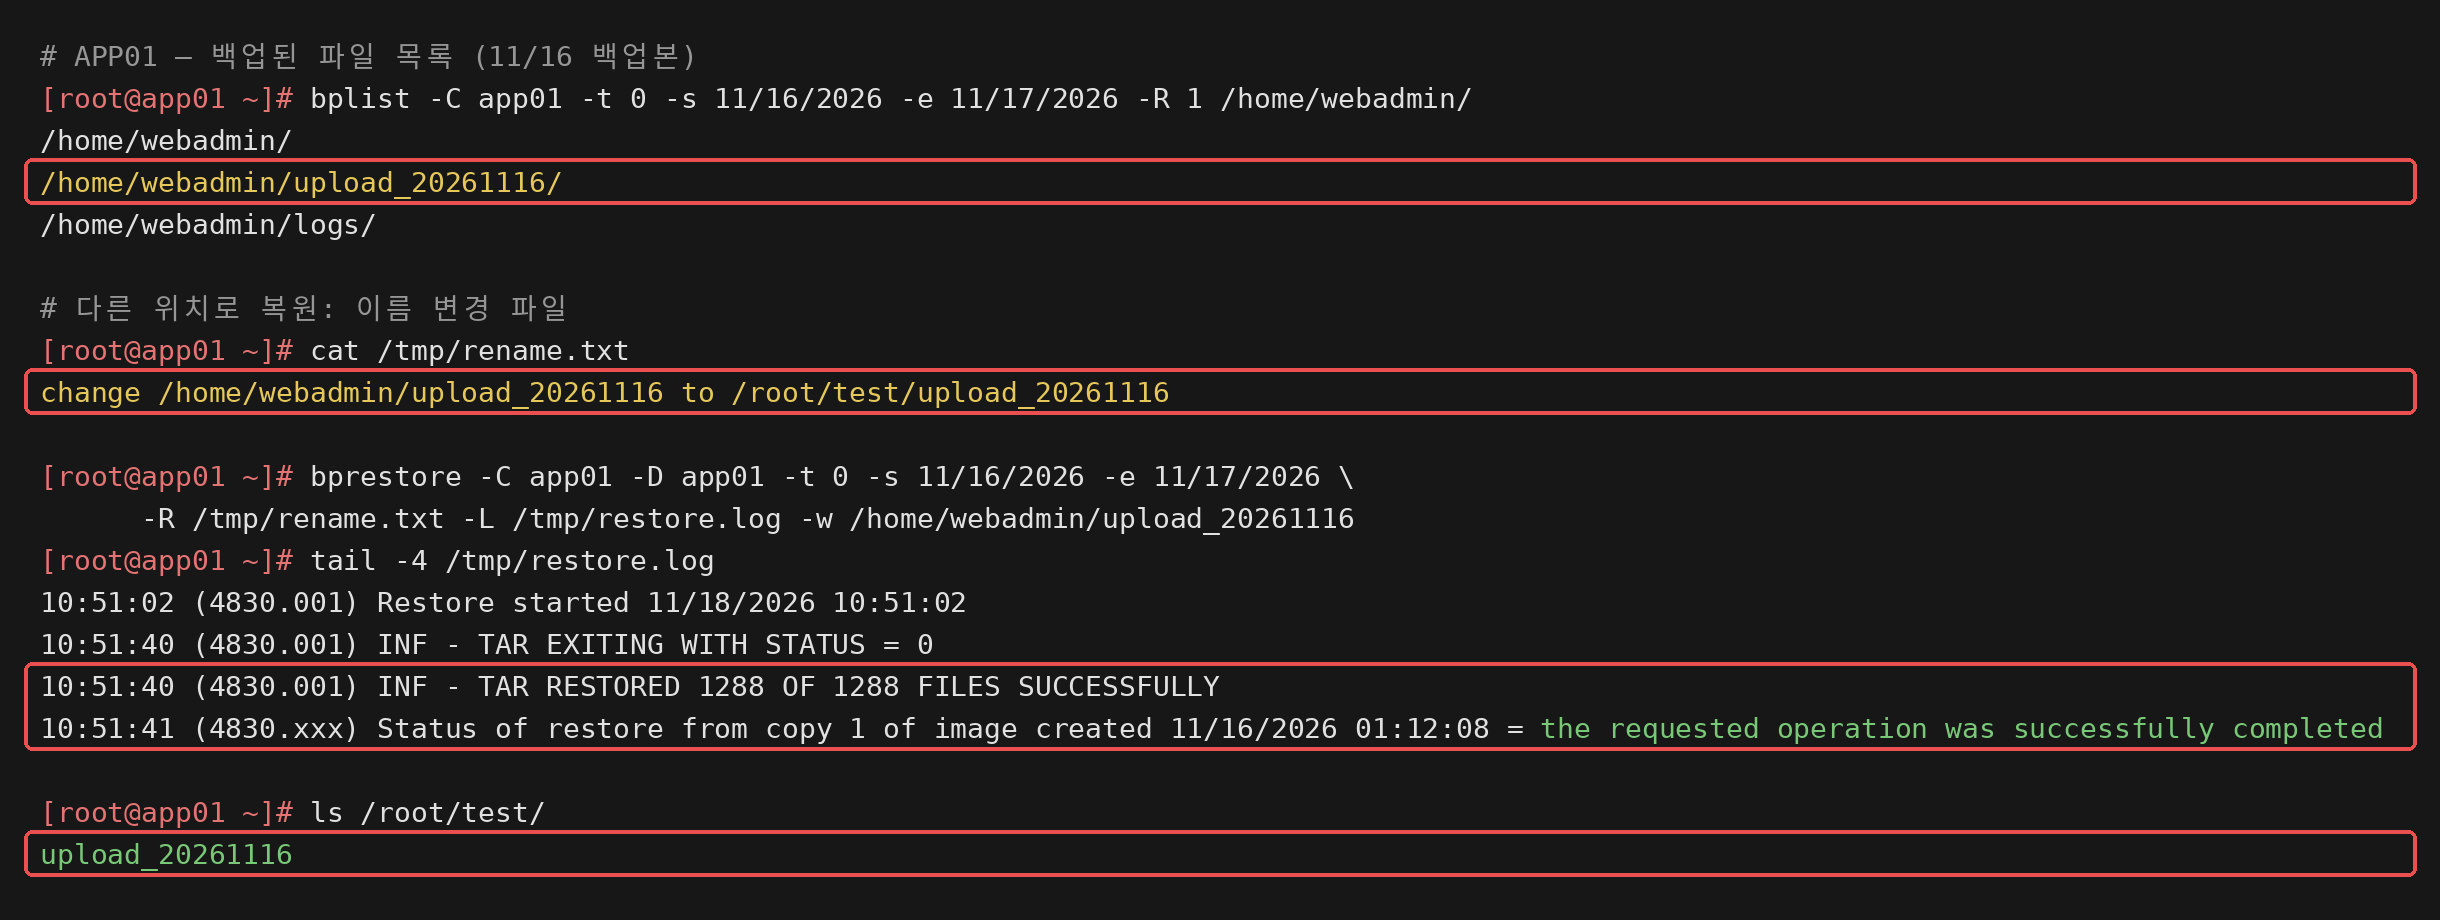 # APP01 — 백업된 파일 목록 (11/16 백업본)
[root@app01 ~]# bplist -C app01 -t 0 -s 11/16/2026 -e 11/17/2026 -R 1 /home/webadmin/
/home/webadmin/
/home/webadmin/upload_20261116/
/home/webadmin/logs/
# 다른 위치로 복원: 이름 변경 파일
[root@app01 ~]# cat /tmp/rename.txt
change /home/webadmin/upload_20261116 to /root/test/upload_20261116
[root@app01 ~]# bprestore -C app01 -D app01 -t 0 -s 11/16/2026 -e 11/17/2026 \
-R /tmp/rename.txt -L /tmp/restore.log -w /home/webadmin/upload_20261116
[root@app01 ~]# tail -4 /tmp/restore.log
10:51:02 (4830.001) Restore started 11/18/2026 10:51:02
10:51:40 (4830.001) INF - TAR EXITING WITH STATUS = 0
10:51:40 (4830.001) INF - TAR RESTORED 1288 OF 1288 FILES SUCCESSFULLY
10:51:41 (4830.xxx) Status of restore from copy 1 of image created 11/16/2026 01:12:08 = the requested operation was successfully completed
[root@app01 ~]# ls /root/test/
upload_20261116